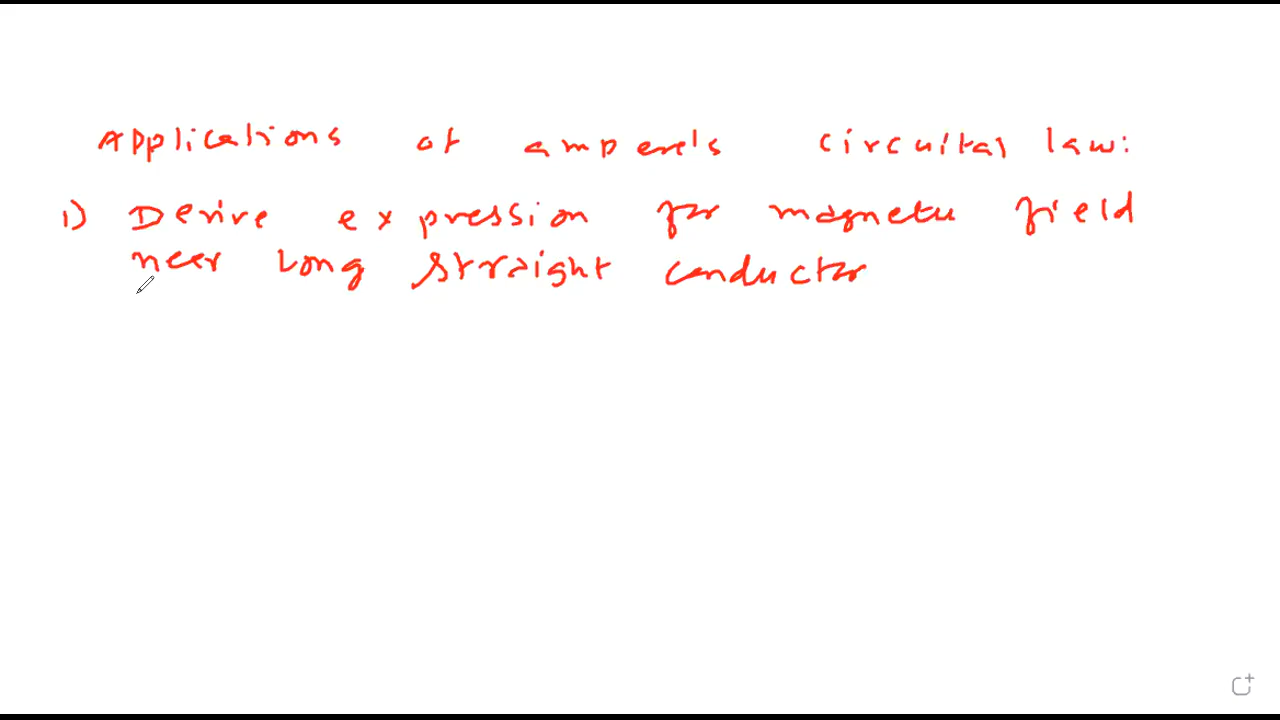 Applications of ampere's circuital law:
1) Derive expression for magnetic field
near Long straight conductor